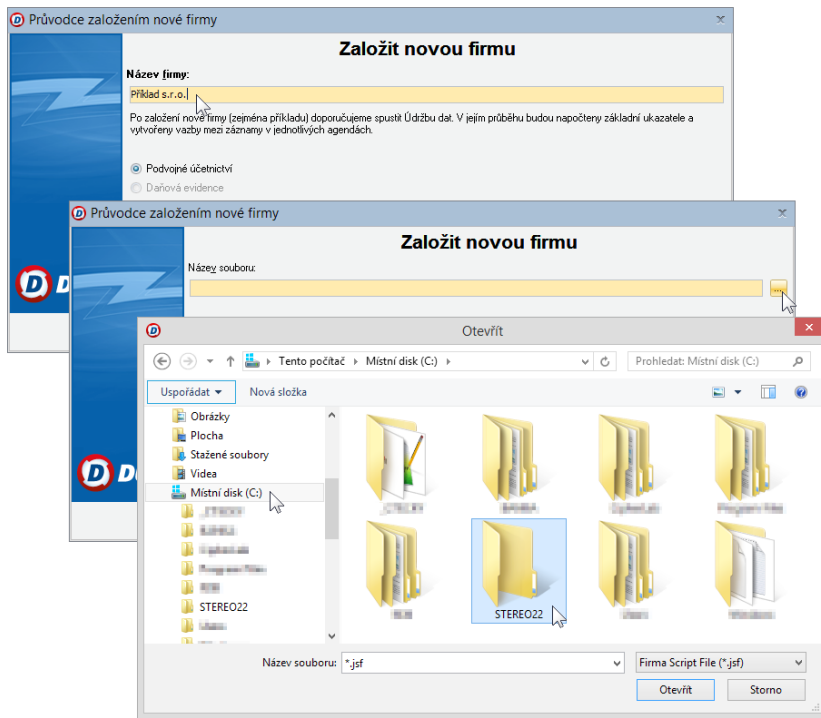 Průvodce založením nové firmy
Založit novou firmu
Název firmy:
Příklad s.r.o.
Po založení nové firmy (zejména příkladu) doporučujeme spustit Údržbu dat. V jejím průběhu budou napočteny základní ukazatele a
vytvořeny vazby mezi záznamy v jednotlivých agendách.
Podvojné účetnictví
Daňová evidence
Průvodce založením nové firmy
Založit novou firmu
Název souboru:
...
Otevřít
Tento počítač
Místní disk (C:)
Prohledat: Místní disk (C:)
Uspořádat
Nová složka
Obrázky
Plocha
Stažené soubory
Videa
Místní disk (C:)
STEREO22
STEREO22
Název souboru:
*.jsf
Firma Script File (*.jsf)
Otevřít
Storno